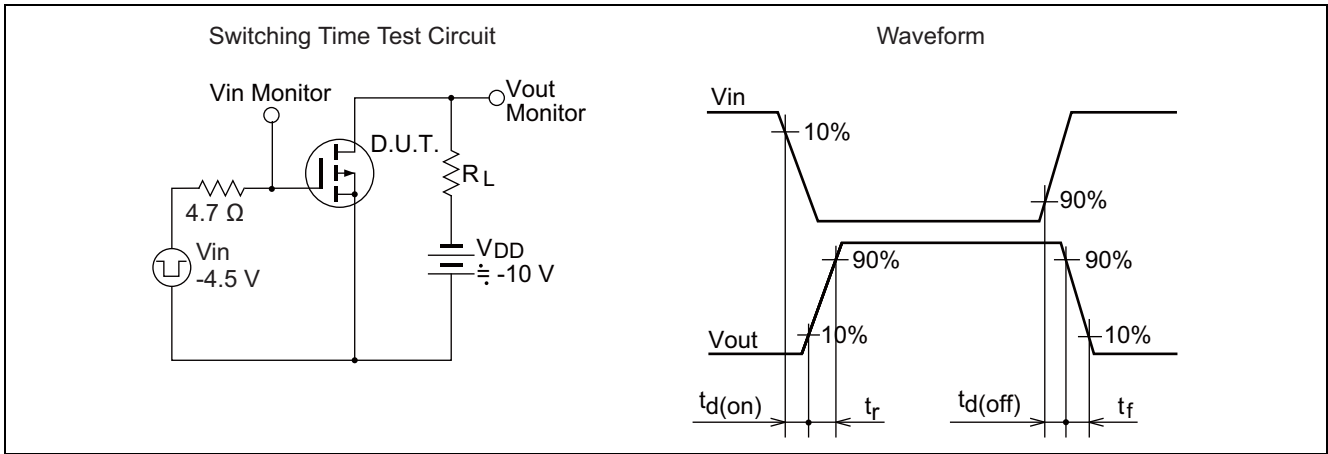 Switching Time Test Circuit
Vin Monitor
Vout
Monitor
D.U.T.
RL
4.7 Ω
Vin
-4.5 V
VDD
≒ -10 V
Waveform
Vin
10%
90%
90%
90%
Vout
10%
10%
td(on)
tr
td(off)
tf